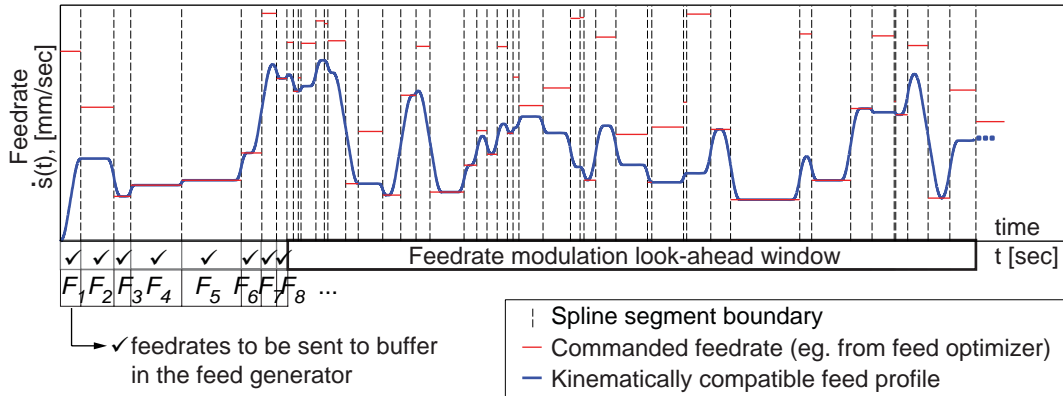 Feedrate
ṡ(t), [mm/sec]
time
✓ ✓ ✓ ✓ ✓ ✓ ✓ ✓ Feedrate modulation look-ahead window t [sec]
F1 F2 F3 F4 F5 F6 F7 F8 ...
✓ feedrates to be sent to buffer
in the feed generator
Spline segment boundary
Commanded feedrate (eg. from feed optimizer)
Kinematically compatible feed profile